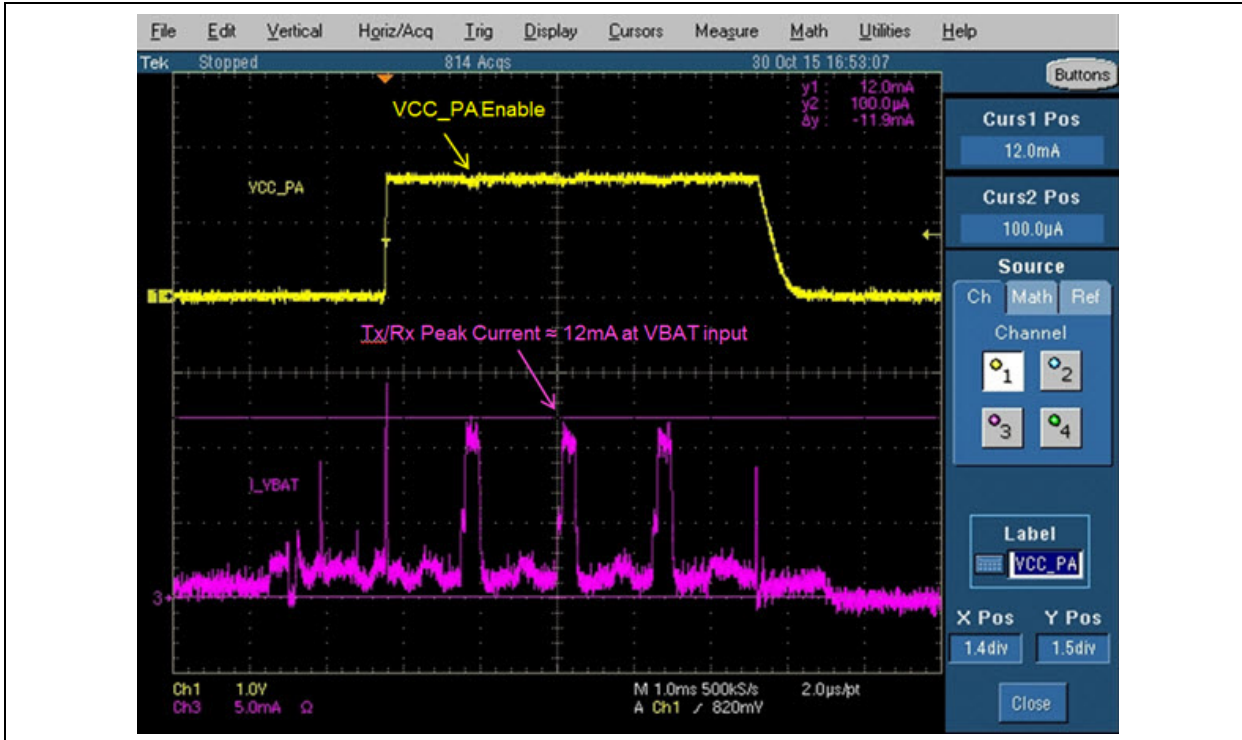 File Edit Vertical Horiz/Acq Trig Display Cursors Measure Math Utilities Help
Tek Stopped 814 Acqs 30 Oct 15 16:53:07
Buttons
y1 : 12.0mA
y2 : 100.0µA
Δy : -11.9mA
VCC_PA Enable
Curs1 Pos
12.0mA
VCC_PA
Curs2 Pos
100.0µA
Source
Ch Math Ref
Channel
1 2
3 4
Tx/Rx Peak Current ≈ 12mA at VBAT input
I_VBAT
Label
VCC_PA
3
X Pos Y Pos
1.4div 1.5div
Close
Ch1 1.0V M 1.0ms 500kS/s 2.0µs/pt
Ch3 5.0mA Ω A Ch1 / 820mV